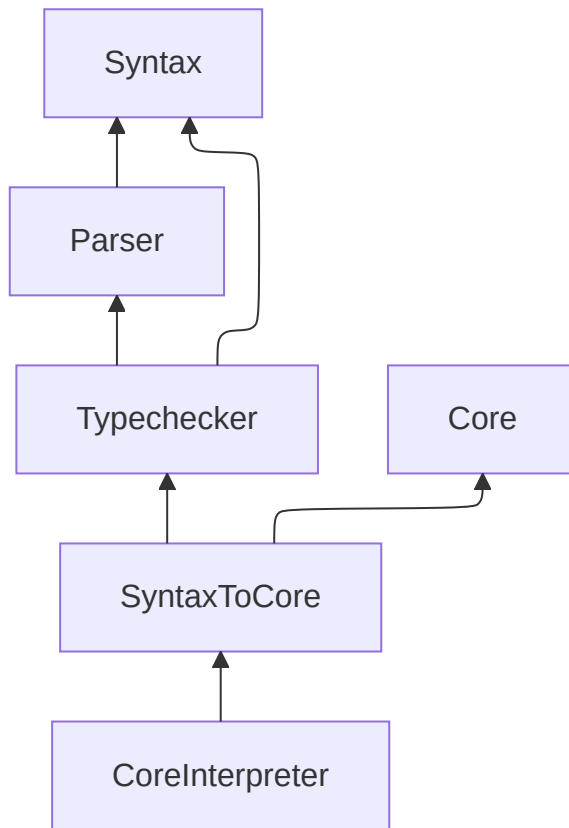 Syntax
Parser
Typechecker
Core
SyntaxToCore
CoreInterpreter